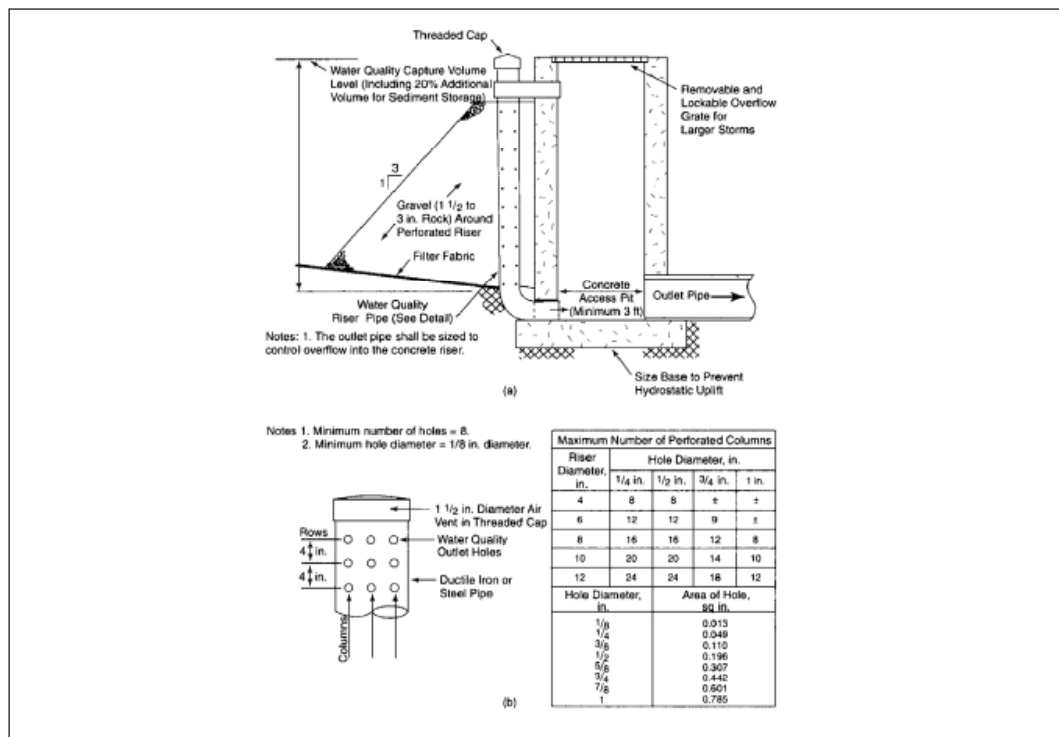 Threaded Cap
Water Quality Capture Volume
Level (Including 20% Additional
Volume for Sediment Storage)
Removable and
Lockable Overflow
Grate for
Larger Storms
3
1
Gravel (1 1/2 to
3 in. Rock) Around
Perforated Riser
Filter Fabric
Water Quality
Riser Pipe (See Detail)
Concrete
Access Pit
(Minimum 3 ft)
Outlet Pipe
Notes: 1. The outlet pipe shall be sized to
control overflow into the concrete riser.
Size Base to Prevent
Hydrostatic Uplift
(a)
Notes 1. Minimum number of holes = 8.
2. Minimum hole diameter = 1/8 in. diameter.
1 1/2 in. Diameter Air
Vent in Threaded Cap
Rows
4 in.
4 in.
Water Quality
Outlet Holes
Ductile Iron or
Steel Pipe
Columns
Maximum Number of Perforated Columns
Riser
Diameter,
in.
Hole Diameter, in.
1/4 in. 1/2 in. 3/4 in. 1 in.
4 8 8 ± ±
6 12 12 9 ±
8 16 16 12 8
10 20 20 14 10
12 24 24 18 12
Hole Diameter,
in.
Area of Hole,
sq in.
1/8 0.013
1/4 0.049
3/8 0.110
1/2 0.196
5/8 0.307
3/4 0.442
7/8 0.601
1 0.785
(b)